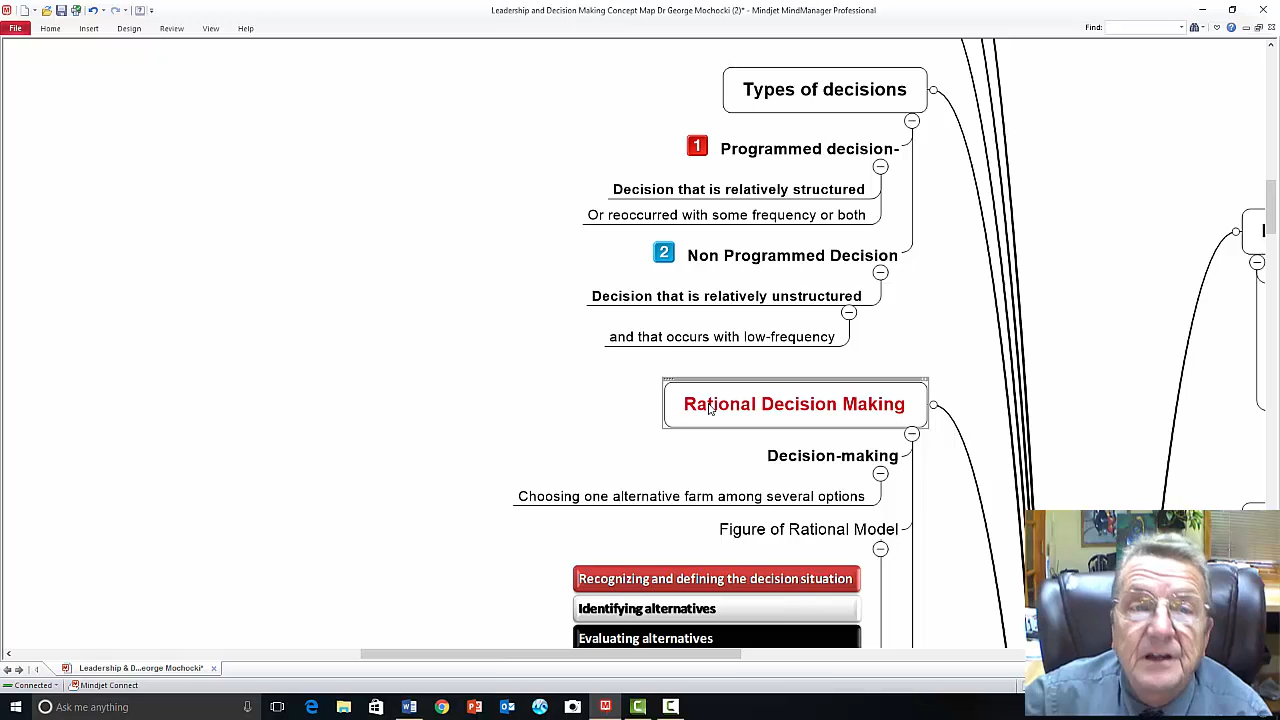 Leadership and Decision Making Concept Map Dr George Mochocki (2)* - Mindjet MindManager Professional
File Home Insert Design Review View Help
Find:
Types of decisions
1 Programmed decision-
Decision that is relatively structured
Or reoccurred with some frequency or both
2 Non Programmed Decision
Decision that is relatively unstructured
and that occurs with low-frequency
Rational Decision Making
Decision-making
Choosing one alternative farm among several options
Figure of Rational Model
Recognizing and defining the decision situation
Identifying alternatives
Evaluating alternatives
Leadership & D...eorge Mochocki*
Connected
Mindjet Connect
Ask me anything